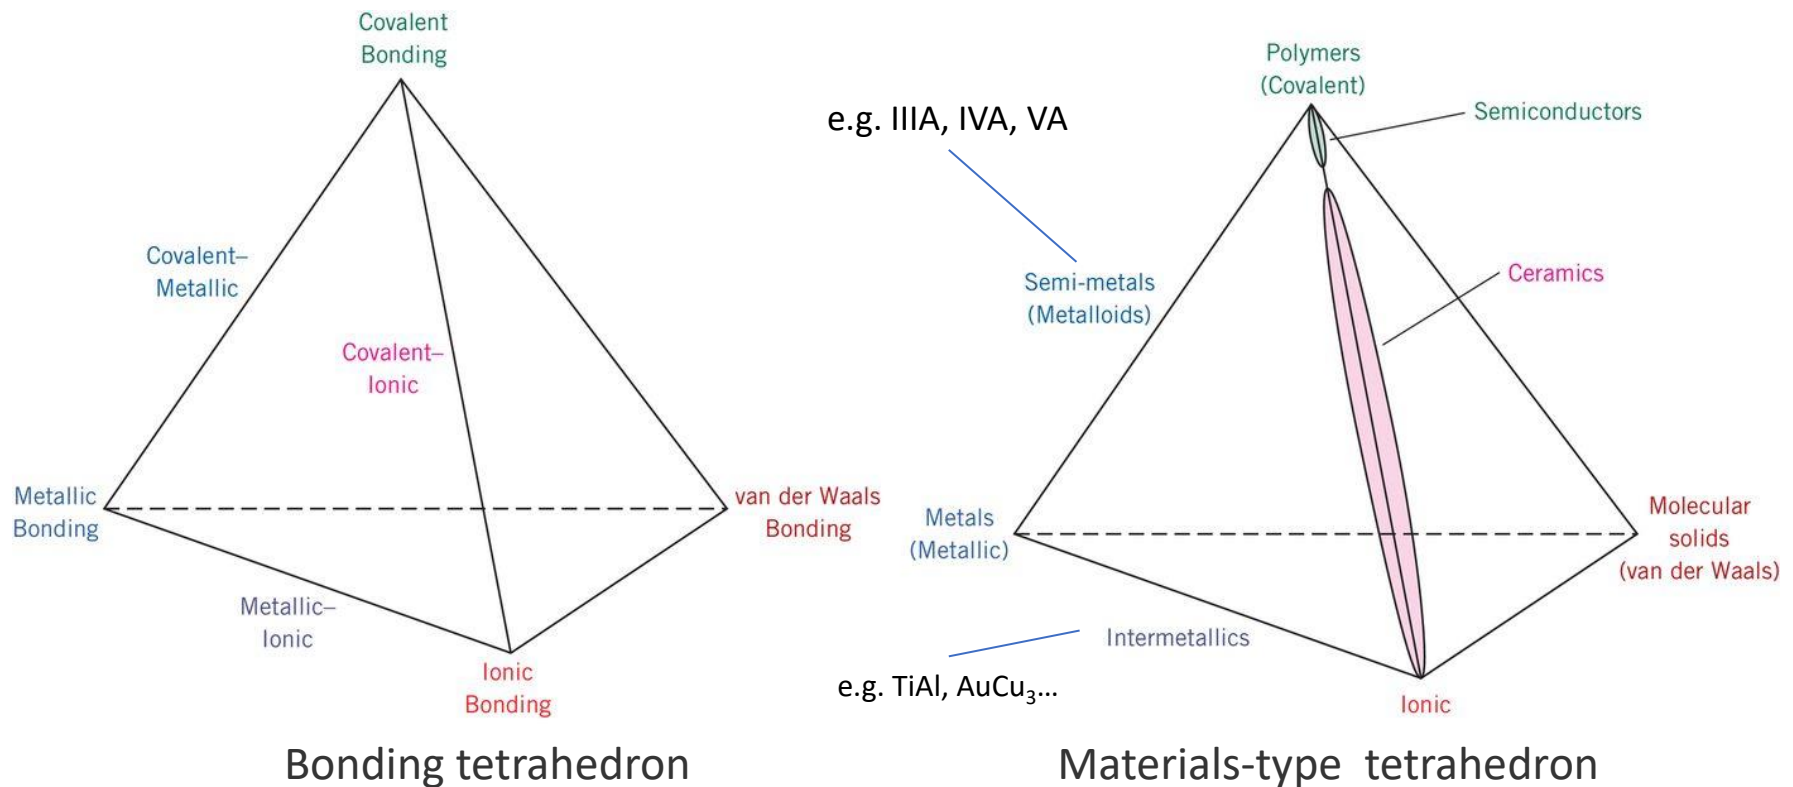 Covalent
Bonding
Covalent–
Metallic
Covalent–
Ionic
Metallic
Bonding
van der Waals
Bonding
Metallic–
Ionic
Ionic
Bonding
Bonding tetrahedron
Polymers
(Covalent)
e.g. IIIA, IVA, VA
Semiconductors
Semi-metals
(Metalloids)
Ceramics
Metals
(Metallic)
Molecular
solids
(van der Waals)
Intermetallics
e.g. TiAl, AuCu₃...
Ionic
Materials-type tetrahedron